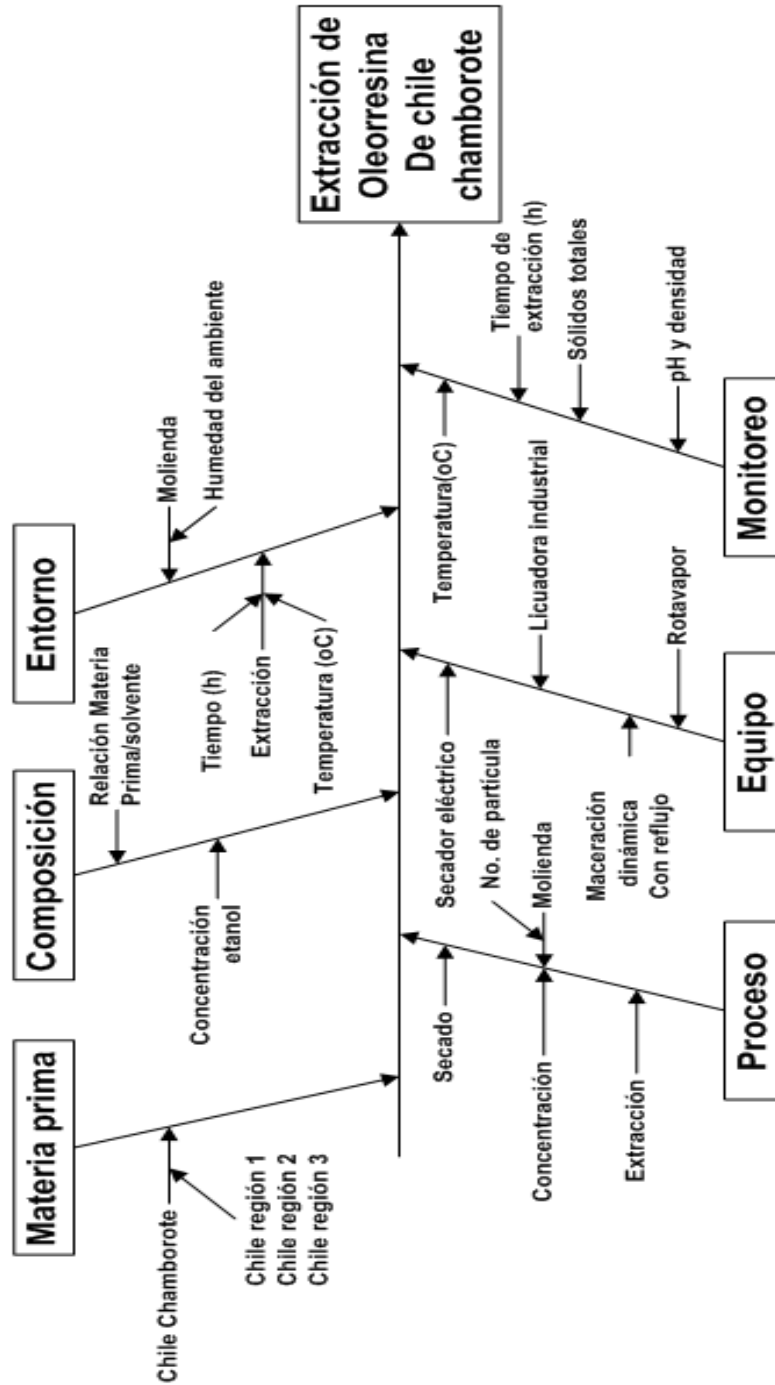 Materia prima
Composición
Entorno
Chile Chamborote
Chile región 1
Chile región 2
Chile región 3
Relación Materia
Prima/solvente
Concentración
etanol
Molienda
Humedad del ambiente
Tiempo (h)
Extracción
Temperatura (oC)
Extracción de
Oleorresina
De chile
chamborote
Secado
No. de partícula
Molienda
Concentración
Extracción
Secador eléctrico
Licuadora industrial
Maceración
dinámica
Con reflujo
Rotavapor
Temperatura(oC)
Tiempo de
extracción (h)
Sólidos totales
pH y densidad
Proceso
Equipo
Monitoreo